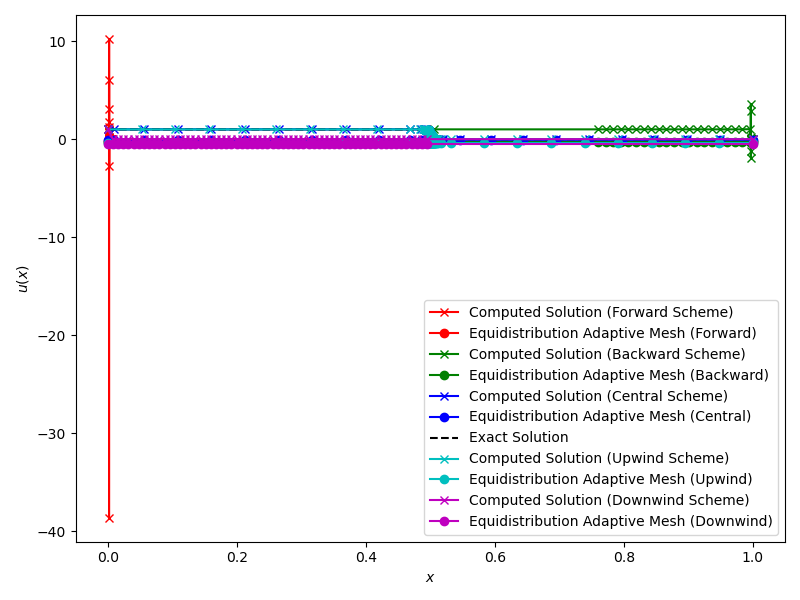 10
0
−10
−20
−30
−40
u(x)
0.0 0.2 0.4 0.6 0.8 1.0
x
Computed Solution (Forward Scheme)
Equidistribution Adaptive Mesh (Forward)
Computed Solution (Backward Scheme)
Equidistribution Adaptive Mesh (Backward)
Computed Solution (Central Scheme)
Equidistribution Adaptive Mesh (Central)
Exact Solution
Computed Solution (Upwind Scheme)
Equidistribution Adaptive Mesh (Upwind)
Computed Solution (Downwind Scheme)
Equidistribution Adaptive Mesh (Downwind)